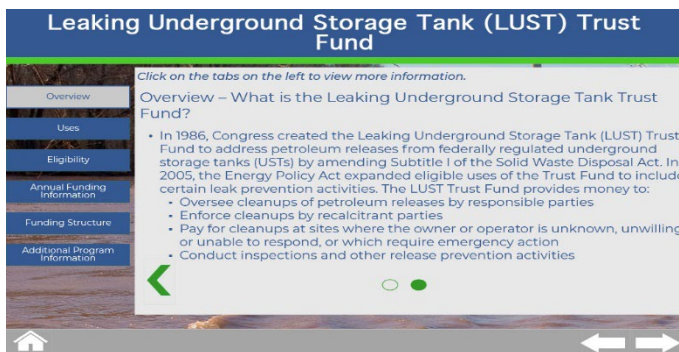 Leaking Underground Storage Tank (LUST) Trust
Fund
Click on the tabs on the left to view more information.
Overview
Uses
Eligibility
Annual Funding
Information
Funding Structure
Additional Program
Information
Overview – What is the Leaking Underground Storage Tank Trust
Fund?
• In 1986, Congress created the Leaking Underground Storage Tank (LUST) Trust
Fund to address petroleum releases from federally regulated underground
storage tanks (USTs) by amending Subtitle I of the Solid Waste Disposal Act. In
2005, the Energy Policy Act expanded eligible uses of the Trust Fund to include
certain leak prevention activities. The LUST Trust Fund provides money to:
• Oversee cleanups of petroleum releases by responsible parties
• Enforce cleanups by recalcitrant parties
• Pay for cleanups at sites where the owner or operator is unknown, unwilling
or unable to respond, or which require emergency action
• Conduct inspections and other release prevention activities